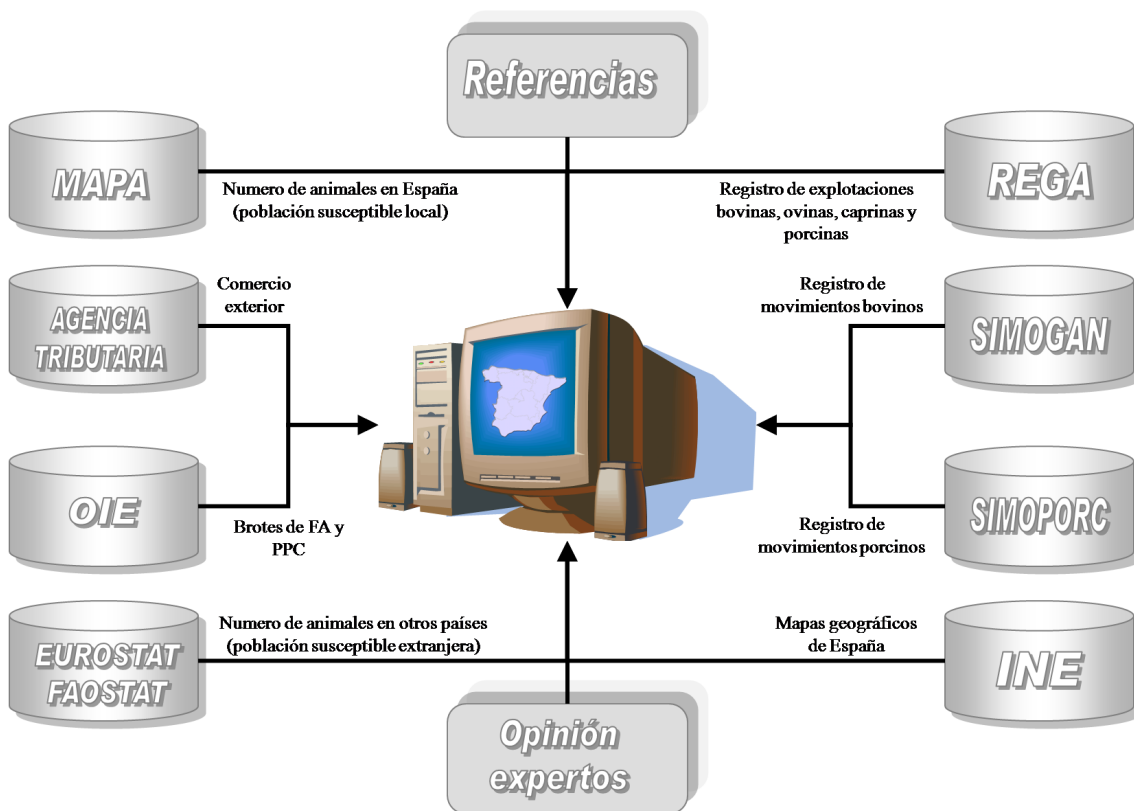 Referencias
MAPA
Numero de animales en España
(población susceptible local)
Registro de explotaciones
bovinas, ovinas, caprinas y
porcinas
REGA
AGENCIA
TRIBUTARIA
Comercio
exterior
Registro de
movimientos bovinos
SIMOGAN
OIE
Brotes de FA y
PPC
Registro de
movimientos porcinos
SIMOPORC
EUROSTAT
FAOSTAT
Numero de animales en otros países
(población susceptible extranjera)
Mapas geográficos
de España
INE
Opinión
expertos